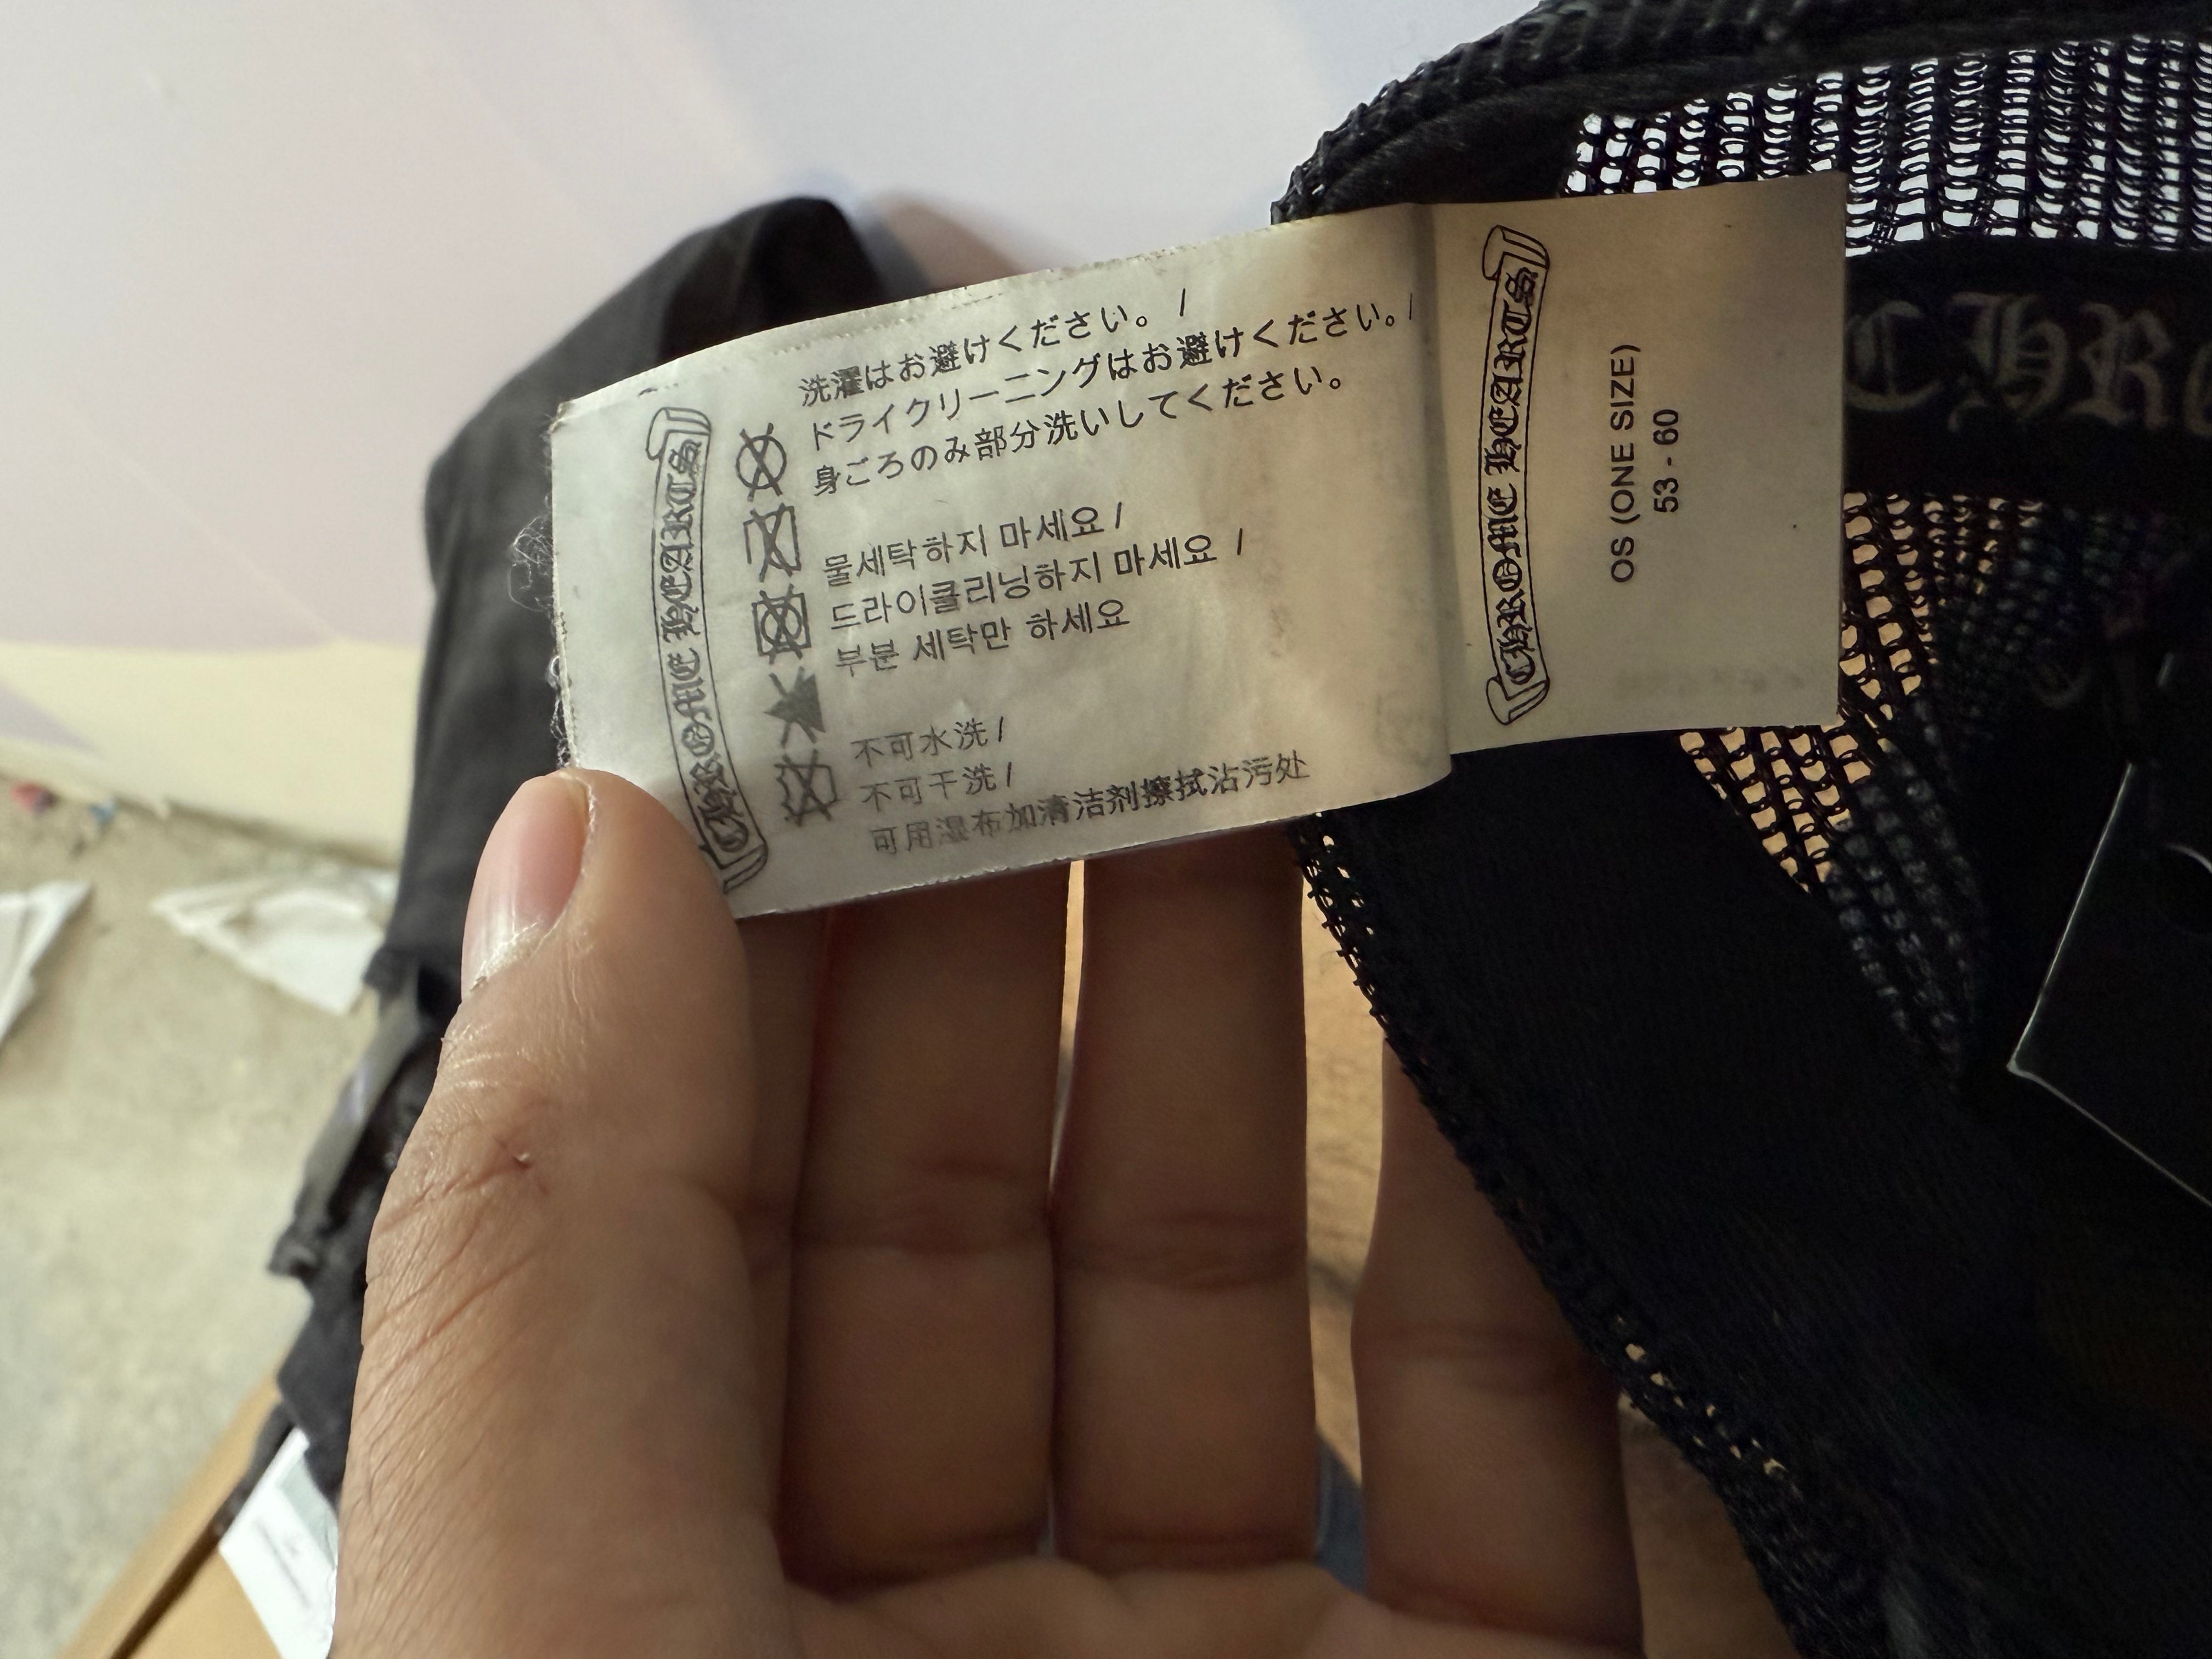 CHROME HEARTS
洗濯はお避けください。 /
ドライクリーニングはお避けください。/
身ごろのみ部分洗いしてください。
물세탁하지 마세요 /
드라이클리닝하지 마세요 /
부분 세탁만 하세요
不可水洗 /
不可干洗 /
可用湿布加清洁剂擦拭沾污处
CHROME HEARTS
OS (ONE SIZE)
53 - 60
CHRO